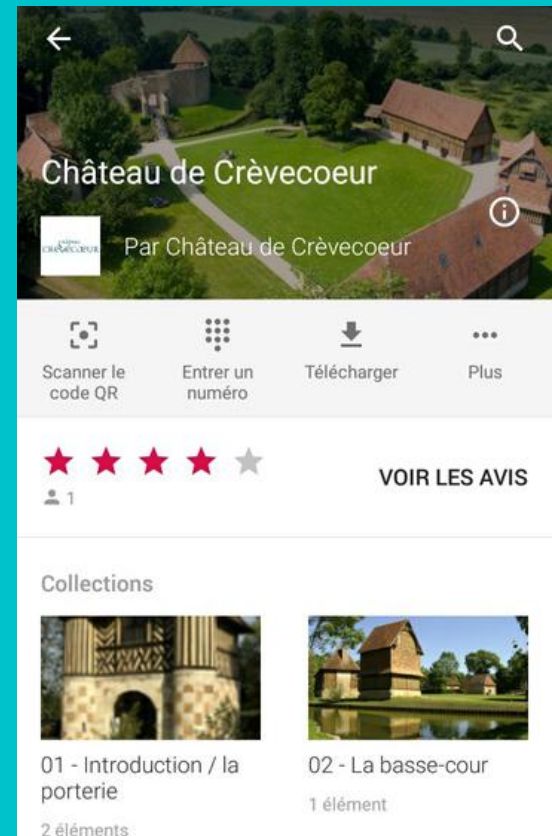 Château de Crèvecoeur
CRÈVECŒUR
Par Château de Crèvecoeur
Scanner le
code QR
Entrer un
numéro
Télécharger
Plus
1
VOIR LES AVIS
Collections
01 - Introduction / la
porterie
2 éléments
02 - La basse-cour
1 élément